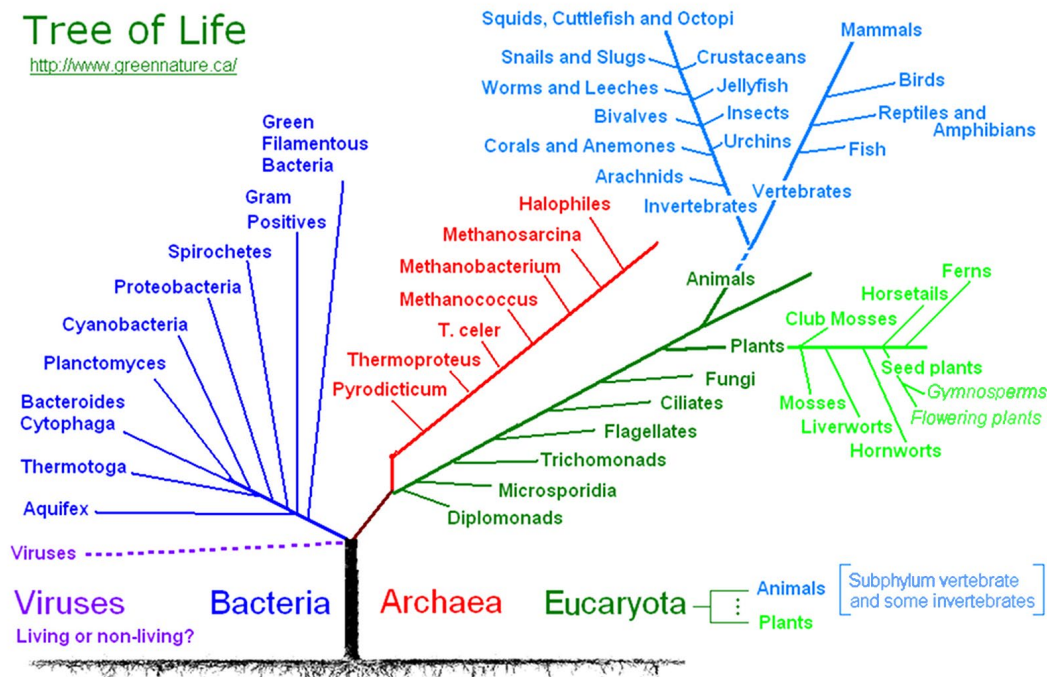 Tree of Life
http://www.greennature.ca/
Squids, Cuttlefish and Octopi
Mammals
Snails and Slugs
Crustaceans
Worms and Leeches
Jellyfish
Birds
Bivalves
Insects
Reptiles and
Amphibians
Corals and Anemones
Urchins
Fish
Arachnids
Invertebrates
Vertebrates
Green
Filamentous
Bacteria
Gram
Positives
Spirochetes
Proteobacteria
Cyanobacteria
Planctomyces
Bacteroides
Cytophaga
Thermotoga
Aquifex
Viruses
Halophiles
Methanosarcina
Methanobacterium
Methanococcus
T. celer
Thermoproteus
Pyrodicticum
Animals
Plants
Fungi
Ciliates
Flagellates
Trichomonads
Microsporidia
Diplomonads
Ferns
Horsetails
Club Mosses
Seed plants
Gymnosperms
Flowering plants
Mosses
Liverworts
Hornworts
Viruses
Living or non-living?
Bacteria
Archaea
Eucaryota
Animals
Plants
Subphylum vertebrate
and some invertebrates